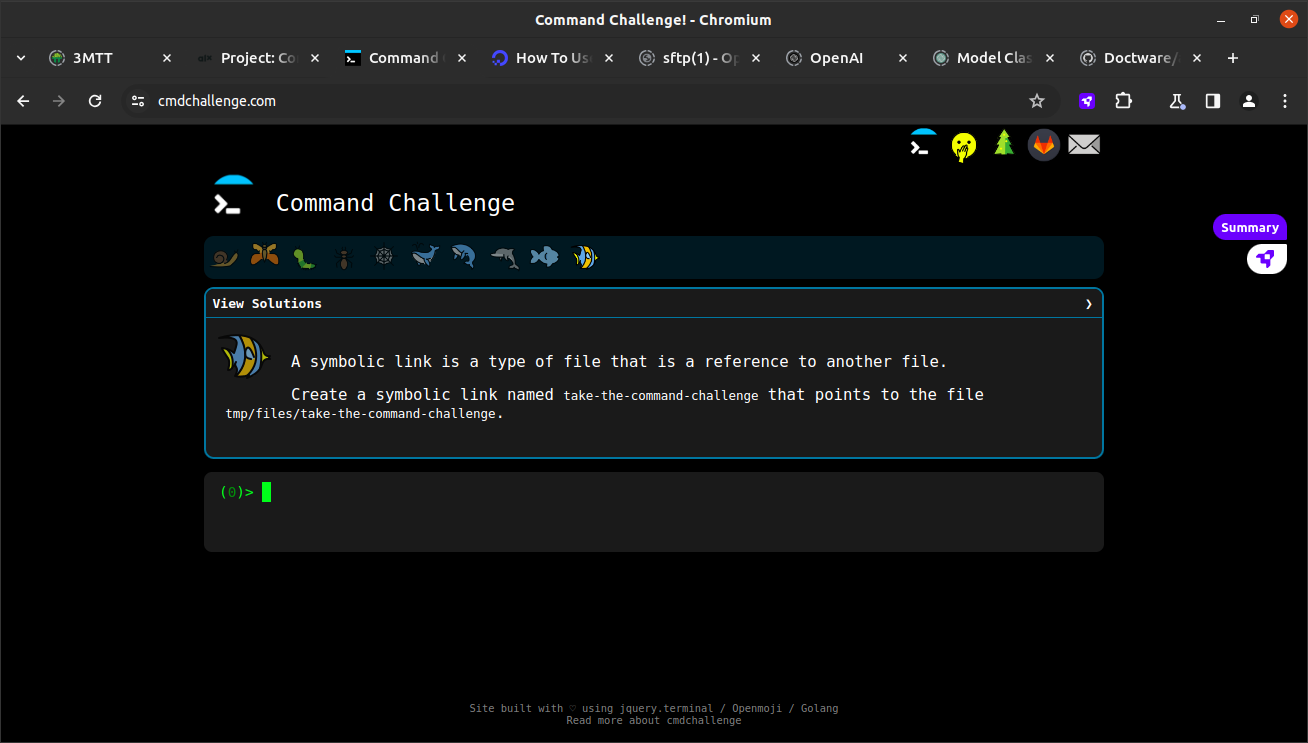 Command Challenge! - Chromium
3MTT
Project: Co
Command
How To Use
sftp(1) - Op
OpenAI
Model Clas
Doctware/
cmdchallenge.com
Command Challenge
Summary
View Solutions
A symbolic link is a type of file that is a reference to another file.
Create a symbolic link named take-the-command-challenge that points to the file
tmp/files/take-the-command-challenge.
(0)>
Site built with ♡ using jquery.terminal / Openmoji / Golang
Read more about cmdchallenge